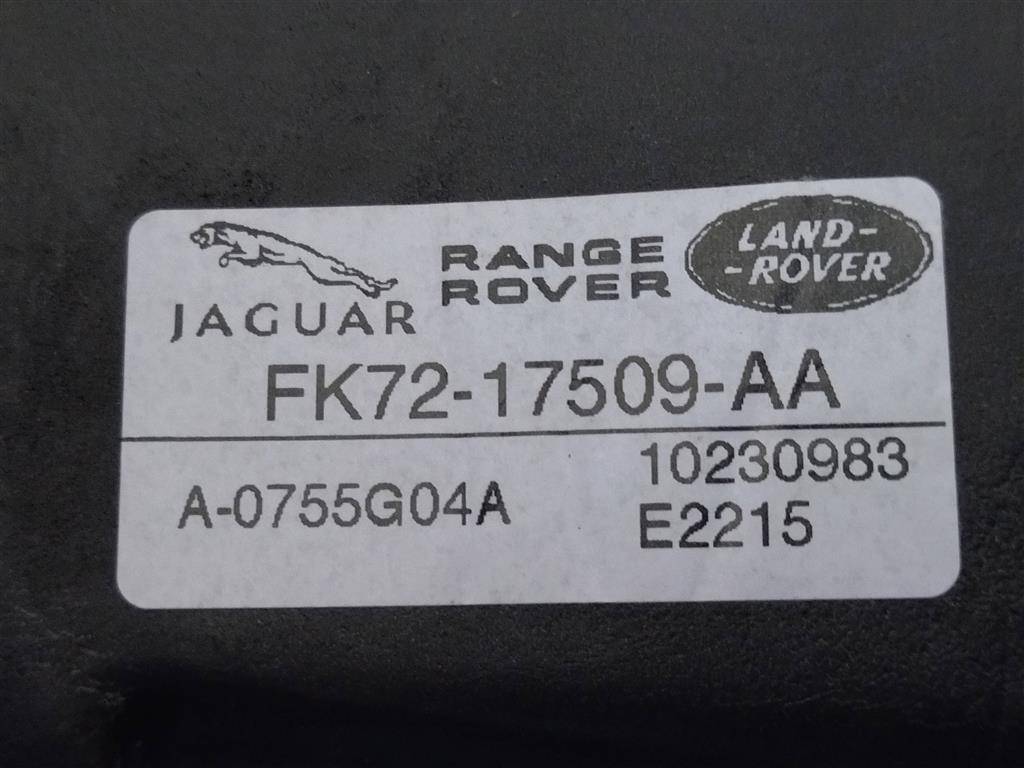 JAGUAR
RANGE
ROVER
LAND-
-ROVER
FK72-17509-AA
A-0755G04A
10230983
E2215